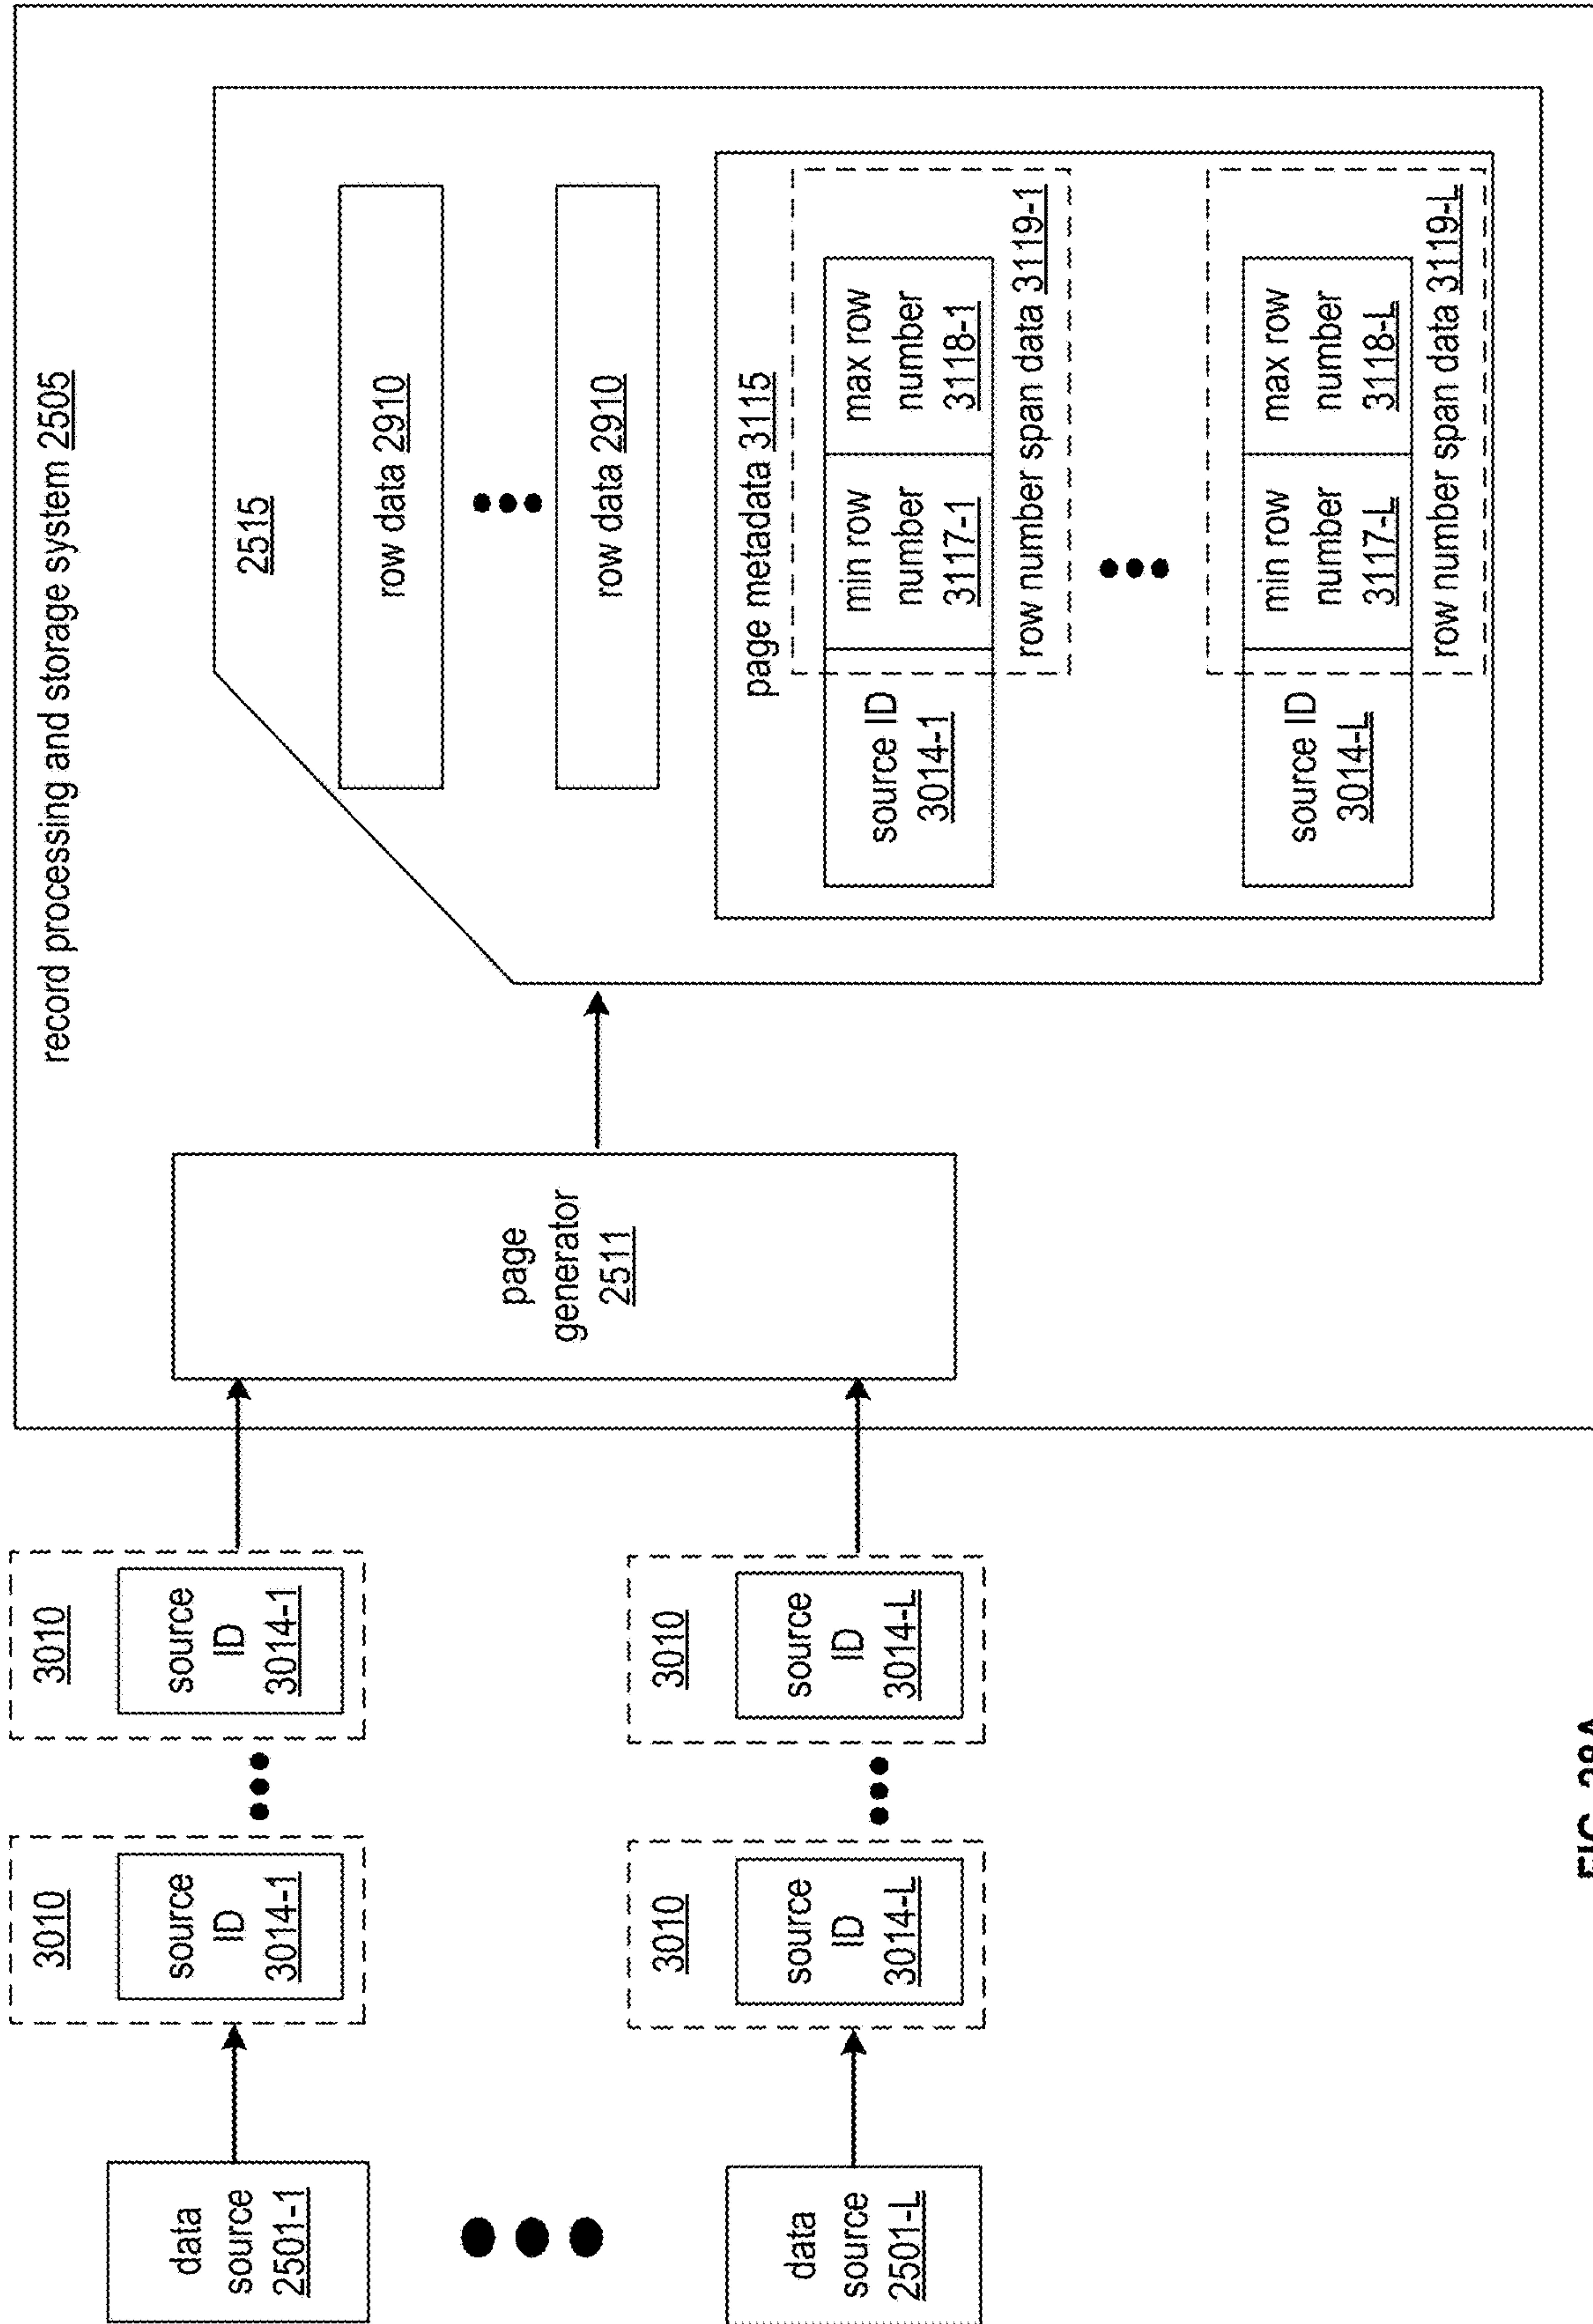 record processing and storage system 2505
data
source
2501-1
3010
source
ID
3014-1
3010
source
ID
3014-1
data
source
2501-L
3010
source
ID
3014-L
3010
source
ID
3014-L
page
generator
2511
2515
row data 2910
row data 2910
page metadata 3115
source ID
3014-1
min row
number
3117-1
max row
number
3118-1
row number span data 3119-1
source ID
3014-L
min row
number
3117-L
max row
number
3118-L
row number span data 3119-L
FIG. 28A